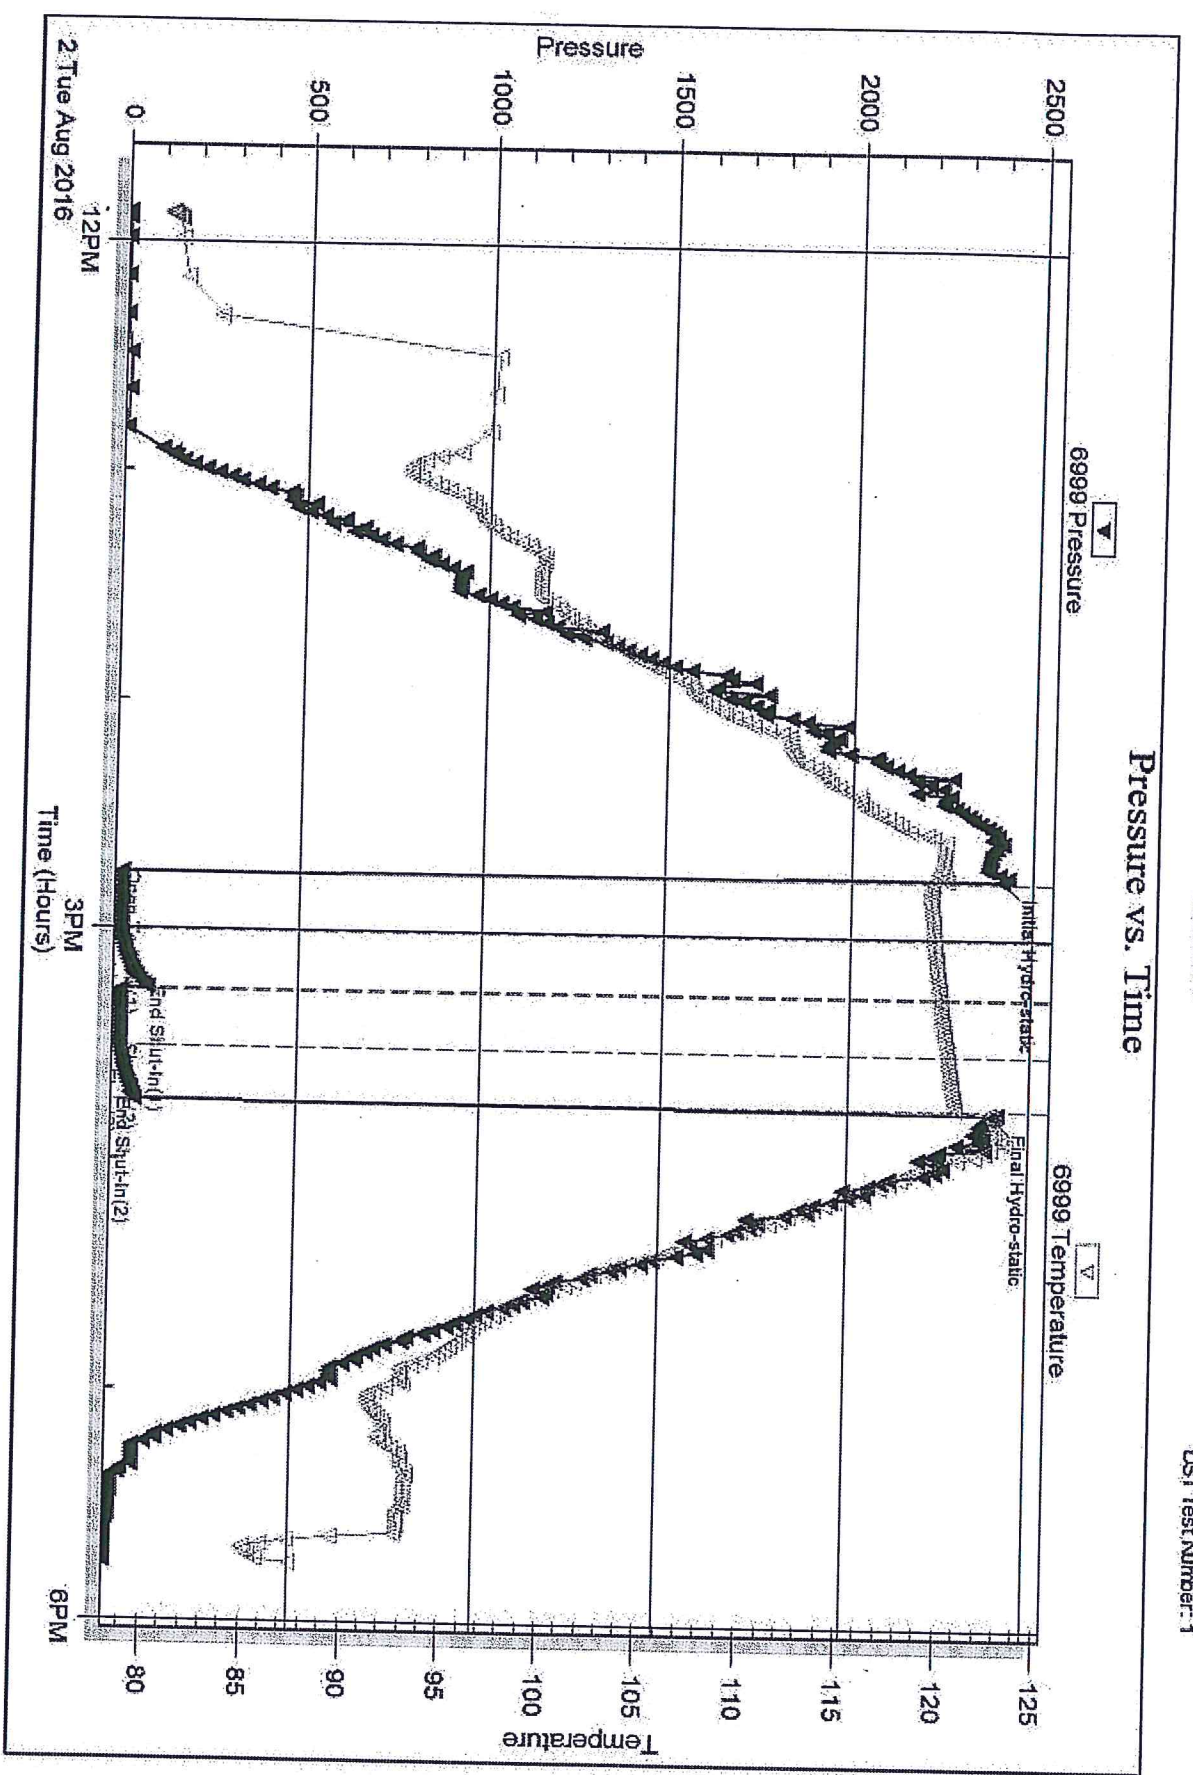 DST Test Number: 1
Pressure vs. Time
6999 Pressure
6999 Temperature
Initial Hydro-static
Final Hydro-static
Pressure
2500
2000
1500
1000
500
0
125
120
115
110
105
100
95
90
85
80
Temperature
End Shut-In(1)
End Shut-In(2)
12PM
3PM
6PM
2 Tue Aug 2016
Time (Hours)